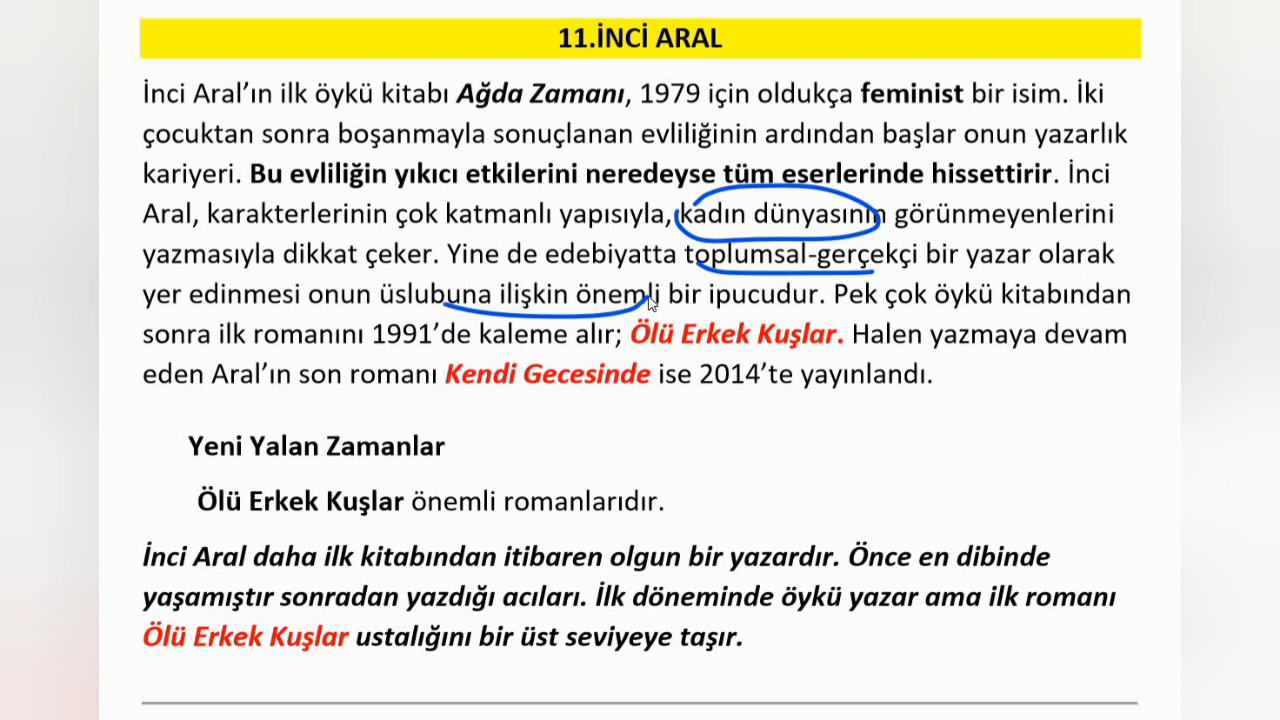 11.İNCİ ARAL
İnci Aral’ın ilk öykü kitabı Ağda Zamanı, 1979 için oldukça feminist bir isim. İki
çocuktan sonra boşanmayla sonuçlanan evliliğinin ardından başlar onun yazarlık
kariyeri. Bu evliliğin yıkıcı etkilerini neredeyse tüm eserlerinde hissettirir. İnci
Aral, karakterlerinin çok katmanlı yapısıyla, kadın dünyasının görünmeyenlerini
yazmasıyla dikkat çeker. Yine de edebiyatta toplumsal-gerçekçi bir yazar olarak
yer edinmesi onun üslubuna ilişkin önemli bir ipucudur. Pek çok öykü kitabından
sonra ilk romanını 1991’de kaleme alır; Ölü Erkek Kuşlar. Halen yazmaya devam
eden Aral’ın son romanı Kendi Gecesinde ise 2014’te yayınlandı.
Yeni Yalan Zamanlar
Ölü Erkek Kuşlar önemli romanlarıdır.
İnci Aral daha ilk kitabından itibaren olgun bir yazardır. Önce en dibinde
yaşamıştır sonradan yazdığı acıları. İlk döneminde öykü yazar ama ilk romanı
Ölü Erkek Kuşlar ustalığını bir üst seviyeye taşır.